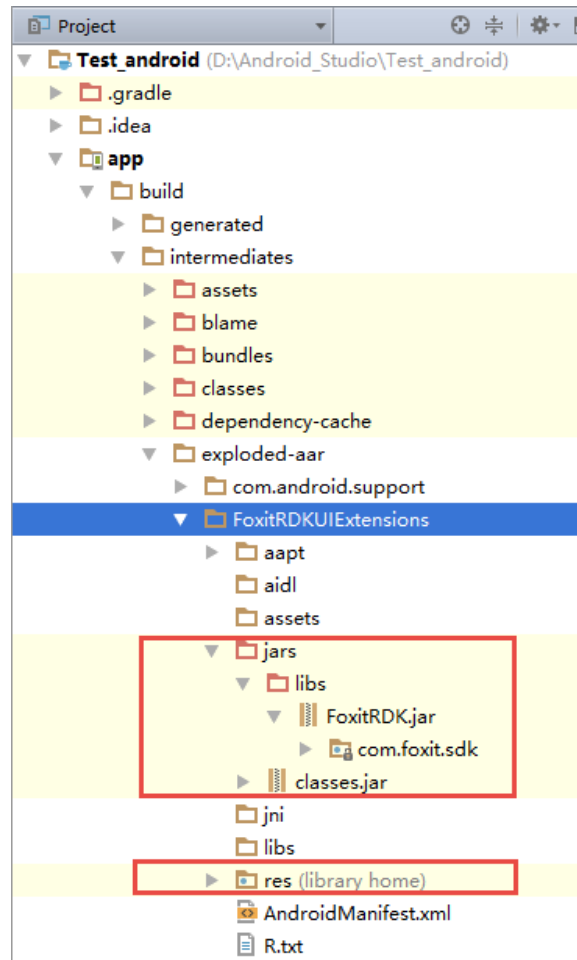 Project
Test_android (D:\Android_Studio\Test_android)
.gradle
.idea
app
build
generated
intermediates
assets
blame
bundles
classes
dependency-cache
exploded-aar
com.android.support
FoxitRDKUIExtensions
aapt
aidl
assets
jars
libs
FoxitRDK.jar
com.foxit.sdk
classes.jar
jni
libs
res (library home)
AndroidManifest.xml
R.txt